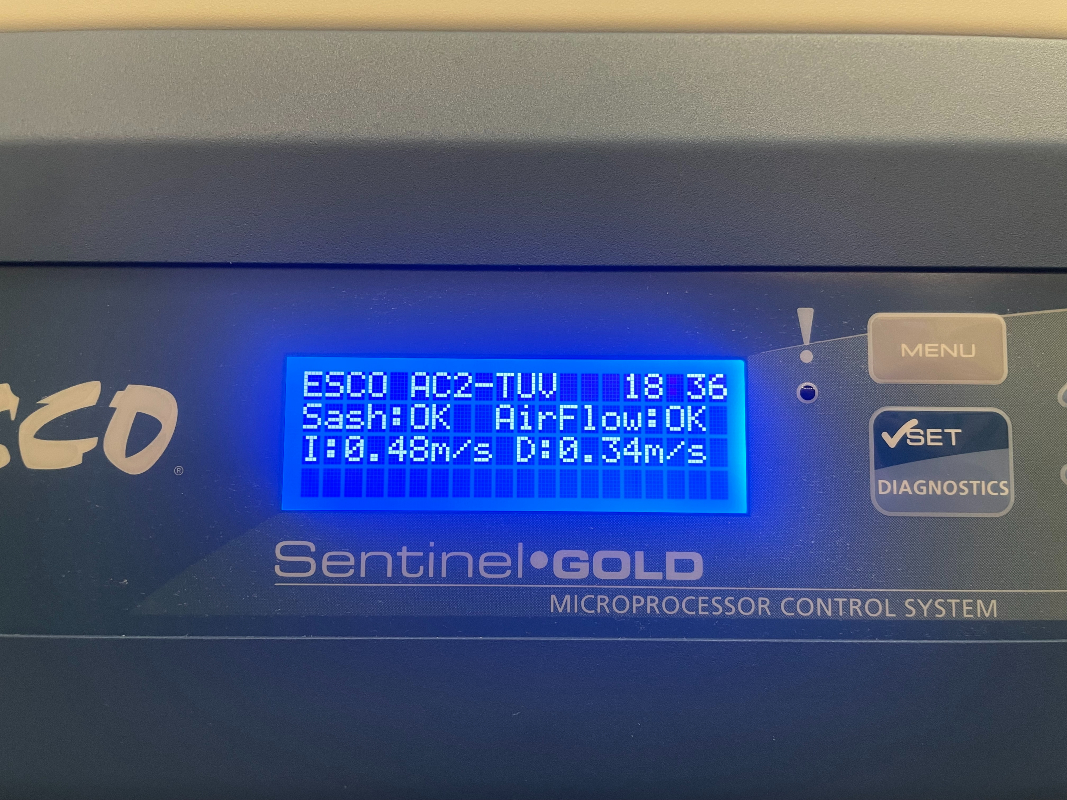 ESCO AC2-TUV 18 36
Sash:OK AirFlow:OK
I:0.48m/s D:0.34m/s
SCO®
Sentinel•GOLD
MICROPROCESSOR CONTROL SYSTEM
!
MENU
SET
DIAGNOSTICS